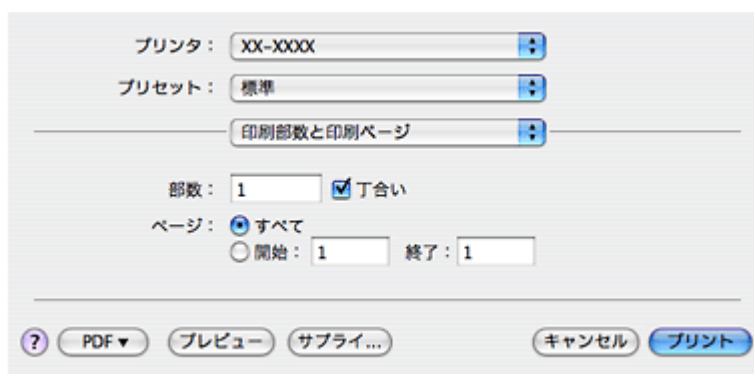 プリンタ： XX-XXXX
プリセット： 標準
印刷部数と印刷ページ
部数： 1 丁合い
ページ： すべて
開始： 1 終了： 1
? PDF▼ プレビュー サプライ... キャンセル プリント